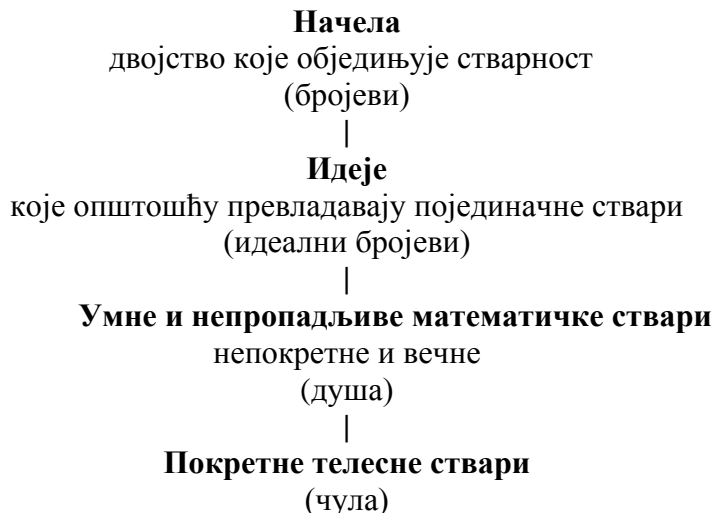 Начела
двојство које обједињује стварност
(бројеви)
|
Идеје
које општошћу превладавају појединачне ствари
(идеални бројеви)
|
Умне и непропадљиве математичке ствари
непокретне и вечне
(душа)
|
Покретне телесне ствари
(чула)